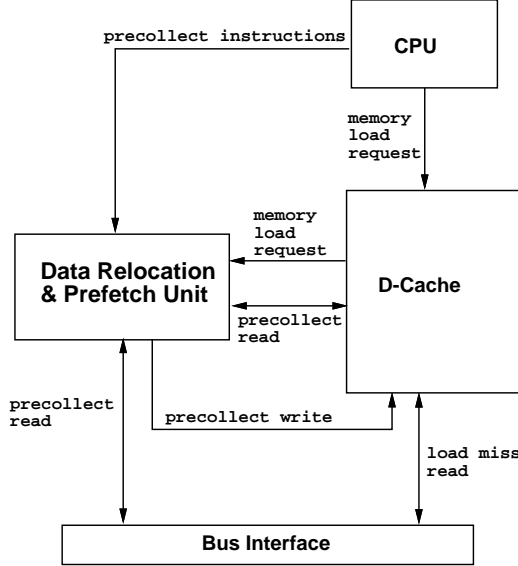 precollect instructions
CPU
memory
load
request
memory
load
request
Data Relocation
& Prefetch Unit
D-Cache
precollect
read
precollect
read
precollect write
load miss
read
Bus Interface